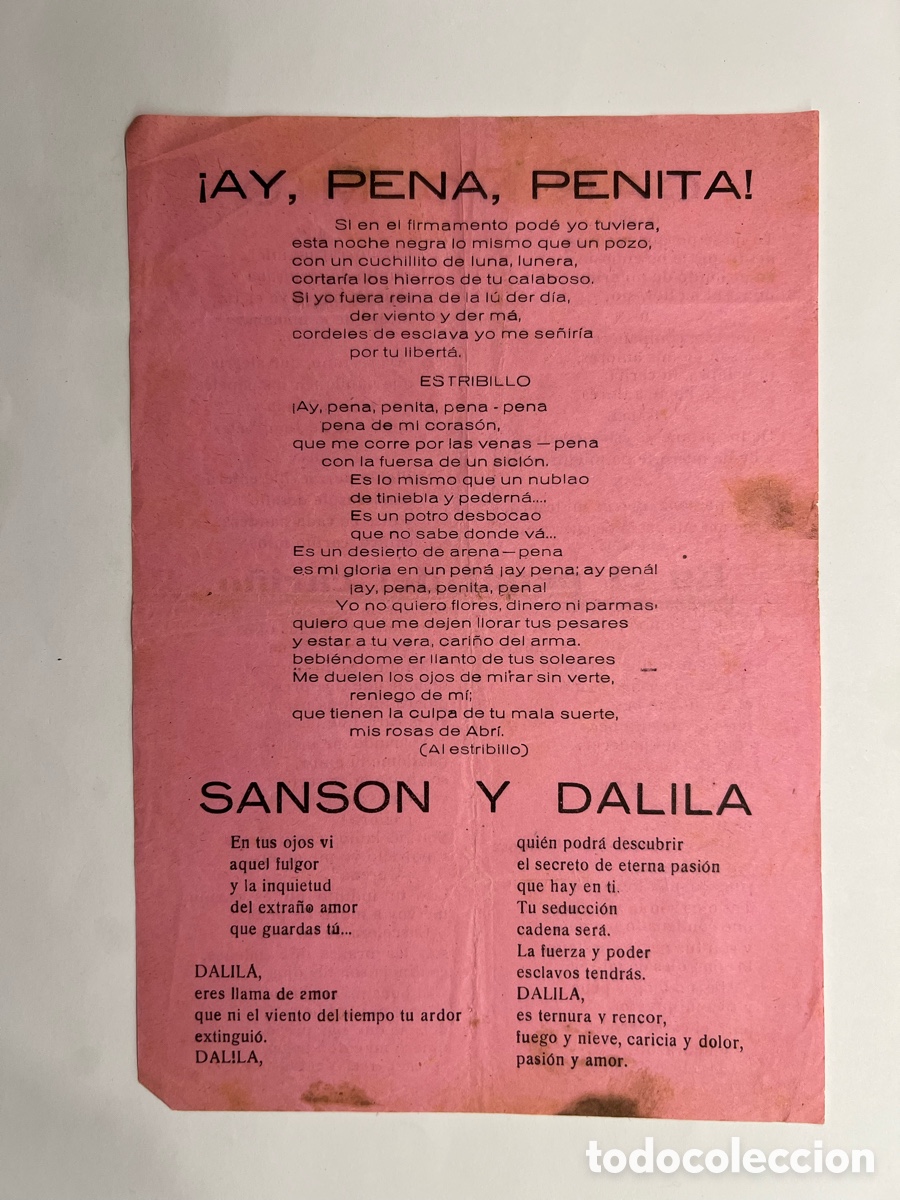 ¡AY, PENA, PENITA!
Si en el firmamento podé yo tuviera,
esta noche negra lo mismo que un pozo,
con un cuchillito de luna, lunera,
cortaría los hierros de tu calaboso.
Si yo fuera reina de la lú der día,
der viento y der má,
cordeles de esclava yo me señiría
por tu libertá.
ESTRIBILLO
¡Ay, pena, penita, pena - pena
pena de mi corasón,
que me corre por las venas — pena
con la fuersa de un siclón.
Es lo mismo que un nublao
de tiniebla y pederná....
Es un potro desbocao
que no sabe donde vá...
Es un desierto de arena — pena
es mi gloria en un pená ¡ay pena; ay pená!
¡ay, pena, penita, pena!
Yo no quiero flores, dinero ni parmas,
quiero que me dejen llorar tus pesares
y estar a tu vera, cariño del arma.
bebiéndome er llanto de tus soleares
Me duelen los ojos de mirar sin verte,
reniego de mí;
que tienen la culpa de tu mala suerte,
mis rosas de Abrí.
(Al estribillo)
SANSON Y DALILA
En tus ojos vi
aquel fulgor
y la inquietud
del extraño amor
que guardas tú...
DALILA,
eres llama de amor
que ni el viento del tiempo tu ardor
extinguió.
DALILA,
quién podrá descubrir
el secreto de eterna pasión
que hay en ti.
Tu seducción
cadena será.
La fuerza y poder
esclavos tendrás.
DALILA,
es ternura y rencor,
fuego y nieve, caricia y dolor,
pasión y amor.
todocoleccion